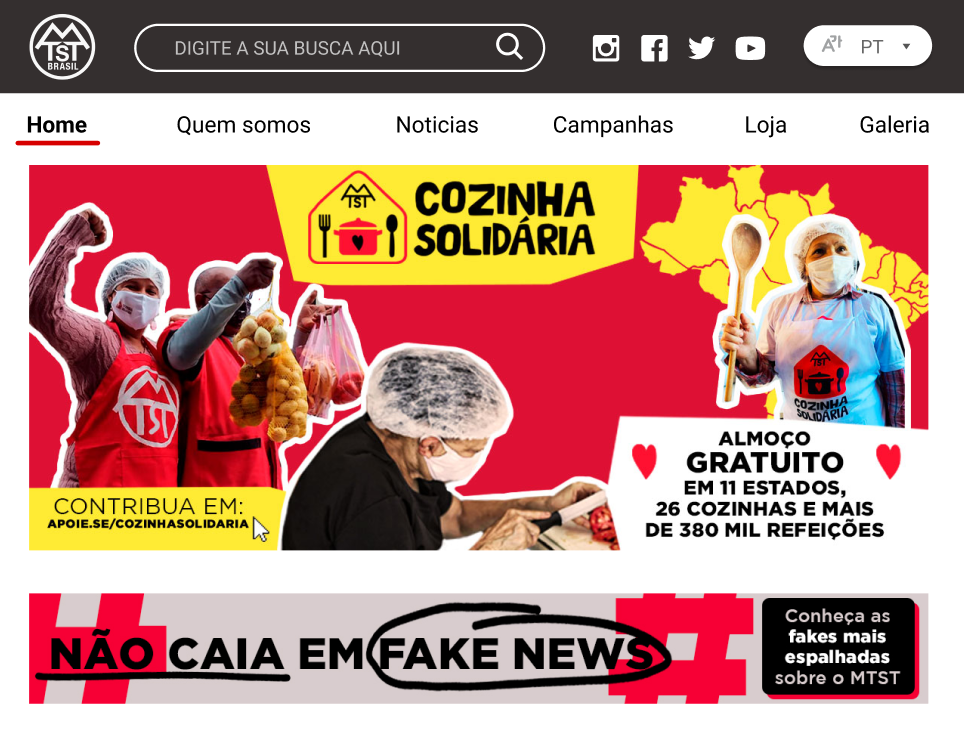 MTST
BRASIL
DIGITE A SUA BUSCA AQUI
PT
Home
Quem somos
Noticias
Campanhas
Loja
Galeria
MTST
COZINHA
SOLIDÁRIA
MTST
MTST
COZINHA
SOLIDÁRIA
ALMOÇO
GRATUITO
EM 11 ESTADOS,
26 COZINHAS E MAIS
DE 380 MIL REFEIÇÕES
CONTRIBUA EM:
APOIE.SE/COZINHASOLIDARIA
# NÃO CAIA EM FAKE NEWS #
Conheça as
fakes mais
espalhadas
sobre o MTST